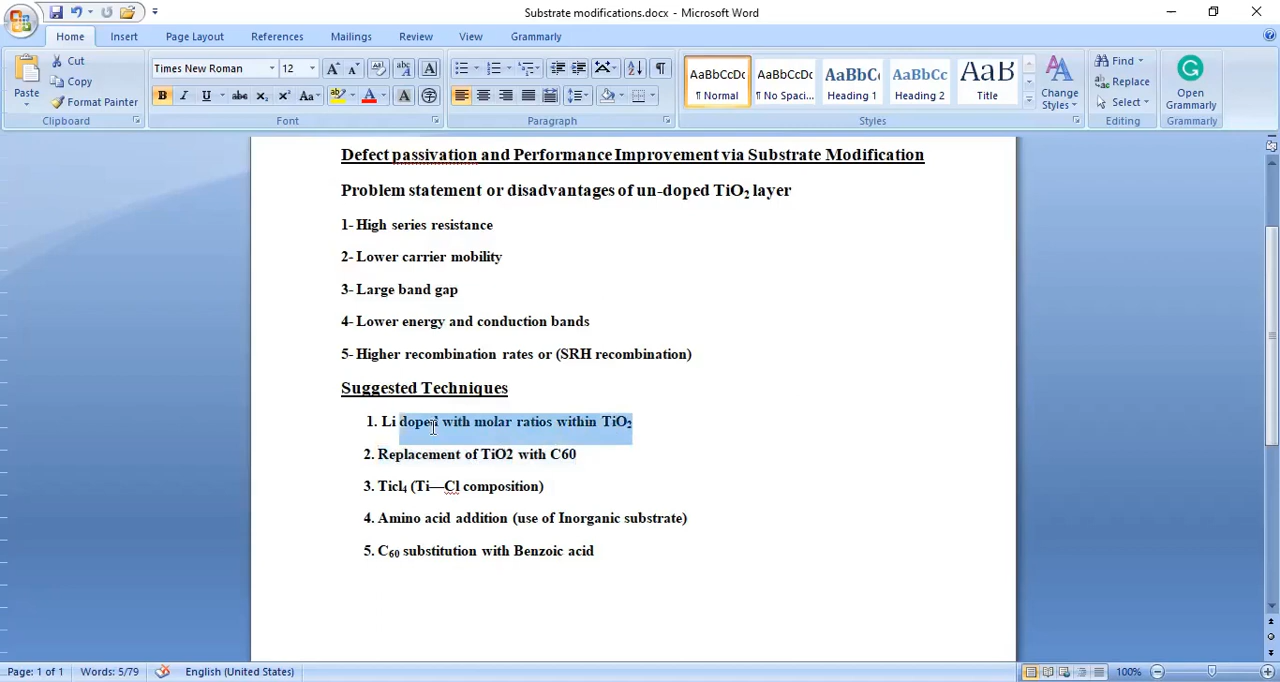 Substrate modifications.docx - Microsoft Word
Home Insert Page Layout References Mailings Review View Grammarly
Paste
Cut
Copy
Format Painter
Clipboard
Times New Roman 12
Font
Paragraph
AaBbCcDc AaBbCcDc AaBbC AaBbCc AaB
¶ Normal ¶ No Spaci... Heading 1 Heading 2 Title
Change Styles
Styles
Find
Replace
Select
Editing
Open Grammarly
Grammarly
Defect passivation and Performance Improvement via Substrate Modification
Problem statement or disadvantages of un-doped TiO₂ layer
1- High series resistance
2- Lower carrier mobility
3- Large band gap
4- Lower energy and conduction bands
5- Higher recombination rates or (SRH recombination)
Suggested Techniques
1. Li doped with molar ratios within TiO₂
2. Replacement of TiO2 with C60
3. Ticl₄ (Ti—Cl composition)
4. Amino acid addition (use of Inorganic substrate)
5. C₆₀ substitution with Benzoic acid
Page: 1 of 1 Words: 5/79 English (United States) 100%